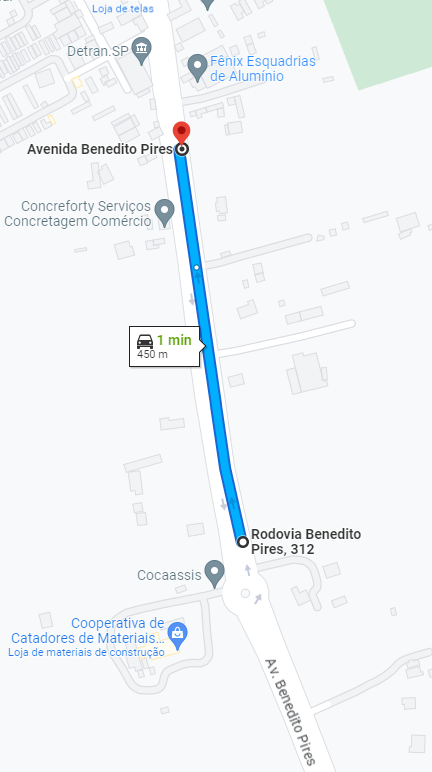 Loja de telas
Detran.SP
Fênix Esquadrias
de Alumínio
Avenida Benedito Pires
Concreforty Serviços
Concretagem Comércio
1 min
450 m
Rodovia Benedito
Pires, 312
Cocaassis
Cooperativa de
Catadores de Materiais...
Loja de materiais de construção
Av. Benedito Pires